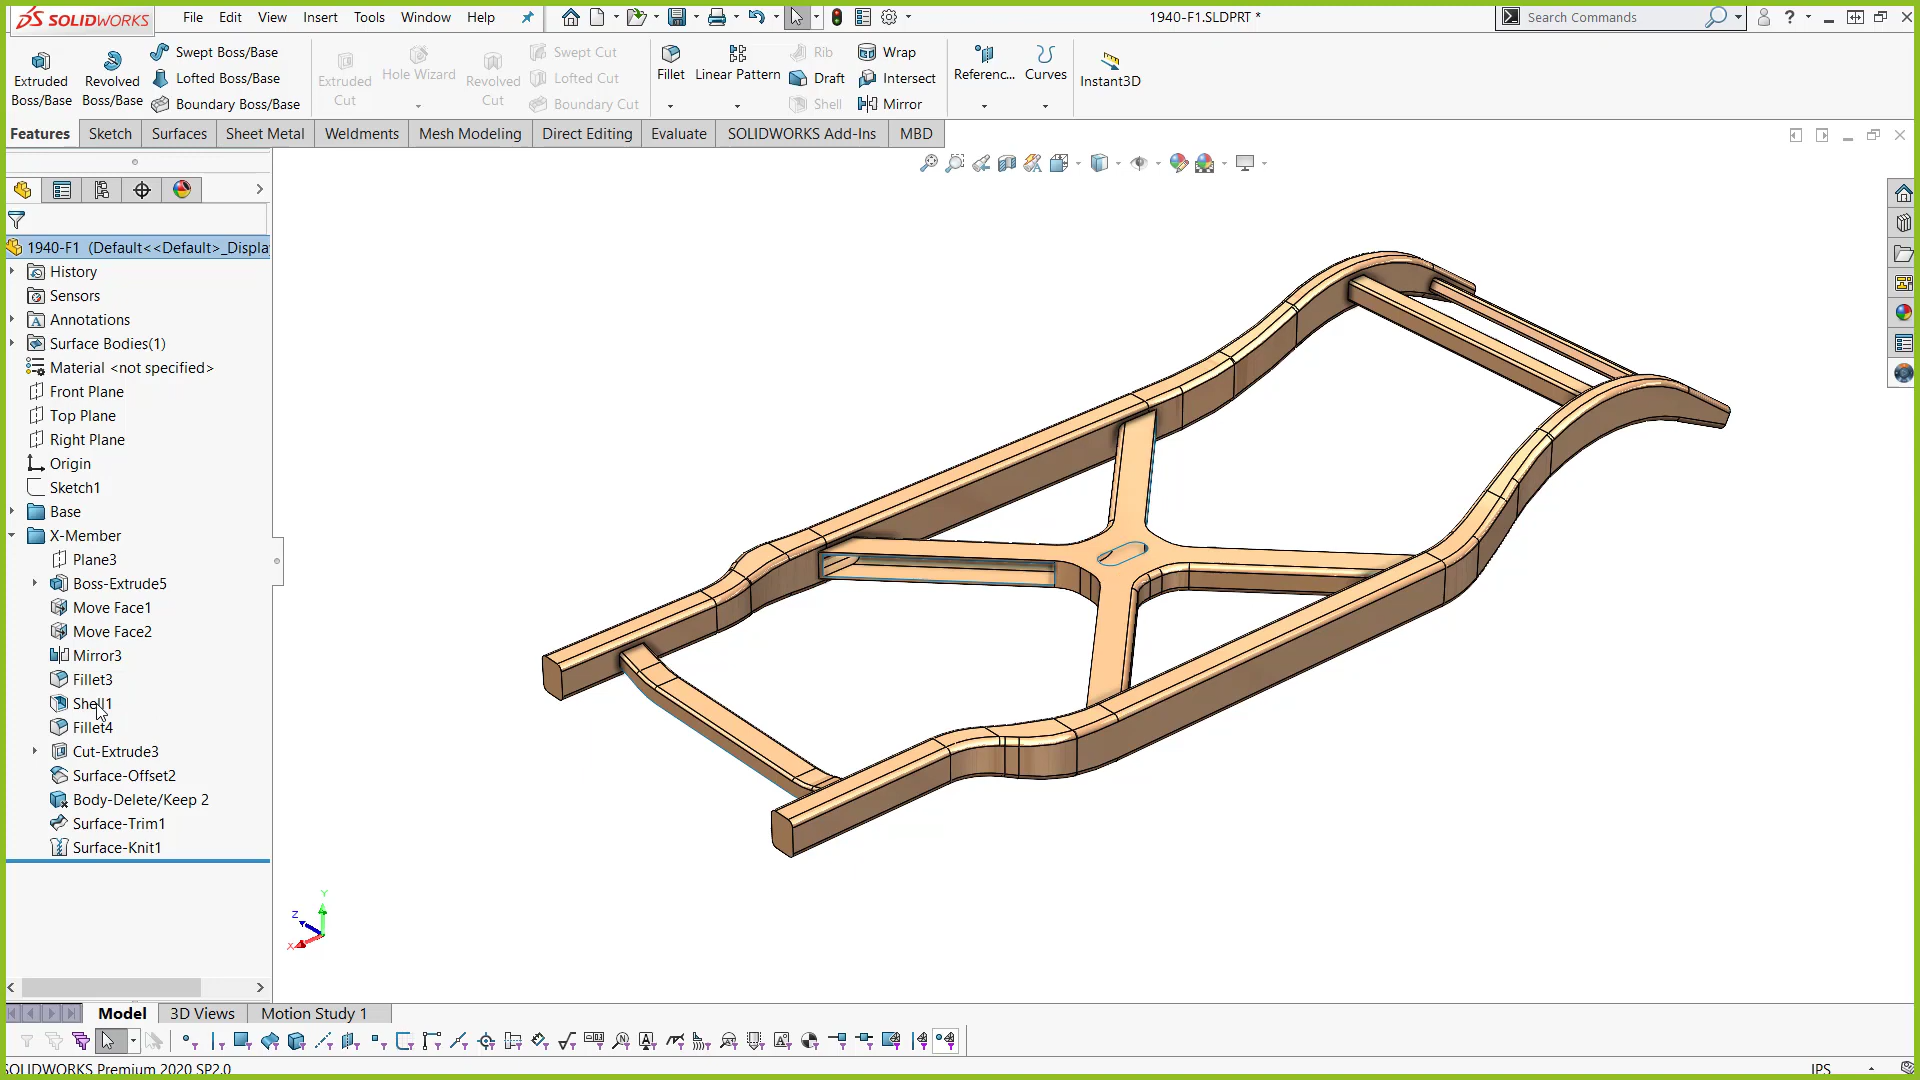 SOLIDWORKS File Edit View Insert Tools Window Help 1940-F1.SLDPRT * Search Commands ?
Extruded Boss/Base
Revolved Boss/Base
Swept Boss/Base
Lofted Boss/Base
Boundary Boss/Base
Extruded Cut
Hole Wizard
Revolved Cut
Swept Cut
Lofted Cut
Boundary Cut
Fillet
Linear Pattern
Rib
Draft
Shell
Wrap
Intersect
Mirror
Referenc...
Curves
Instant3D
Features Sketch Surfaces Sheet Metal Weldments Mesh Modeling Direct Editing Evaluate SOLIDWORKS Add-Ins MBD
1940-F1 (Default<<Default>_Displa
History
Sensors
Annotations
Surface Bodies(1)
Material <not specified>
Front Plane
Top Plane
Right Plane
Origin
Sketch1
Base
X-Member
Plane3
Boss-Extrude5
Move Face1
Move Face2
Mirror3
Fillet3
Shell1
Fillet4
Cut-Extrude3
Surface-Offset2
Body-Delete/Keep 2
Surface-Trim1
Surface-Knit1
Y
Z
X
Model 3D Views Motion Study 1
SOLIDWORKS Premium 2020 SP2.0 IPS